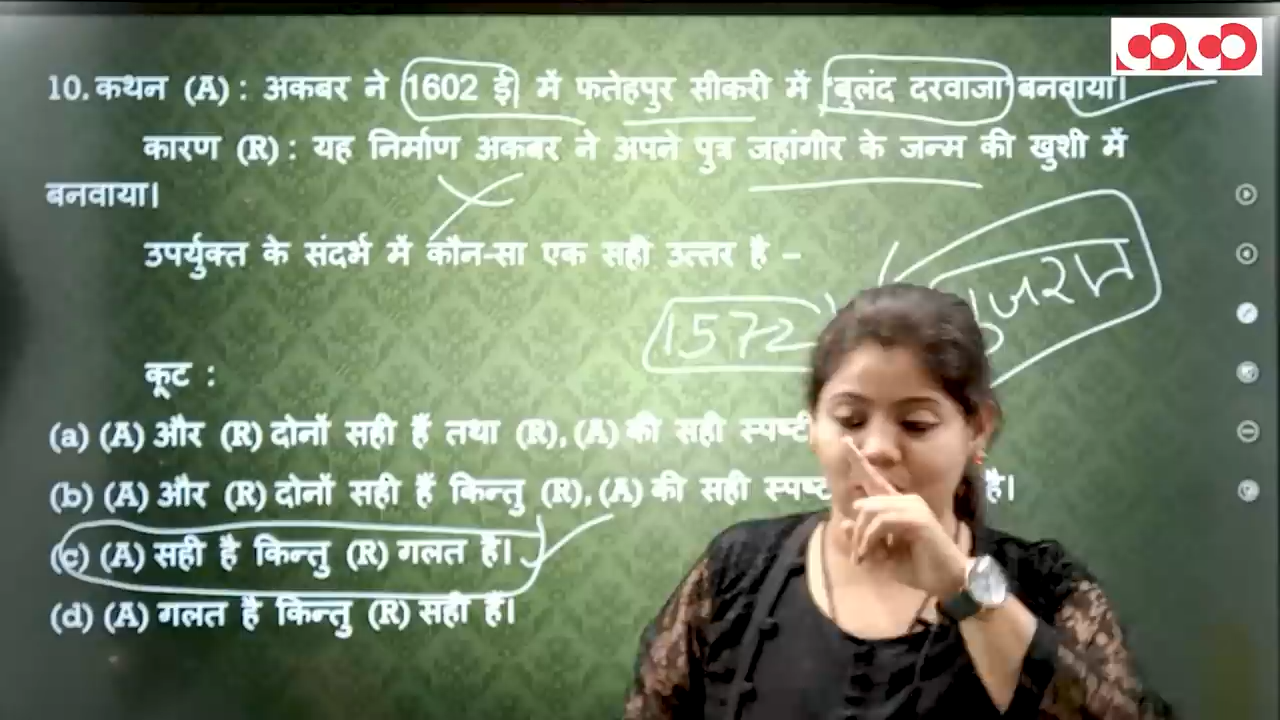 10. कथन (A) : अकबर ने 1602 ई में फतेहपुर सीकरी में 'बुलंद दरवाजा' बनवाया।
कारण (R) : यह निर्माण अकबर ने अपने पुत्र जहांगीर के जन्म की खुशी में
बनवाया।
उपर्युक्त के संदर्भ में कौन-सा एक सही उत्तर है -
1572
कूट :
(a) (A) और (R) दोनों सही हैं तथा (R), (A) की सही
(b) (A) और (R) दोनों सही हैं किन्तु (R), (A) की सही है।
(c) (A) सही है किन्तु (R) गलत है।
(d) (A) गलत है किन्तु (R) सही है।